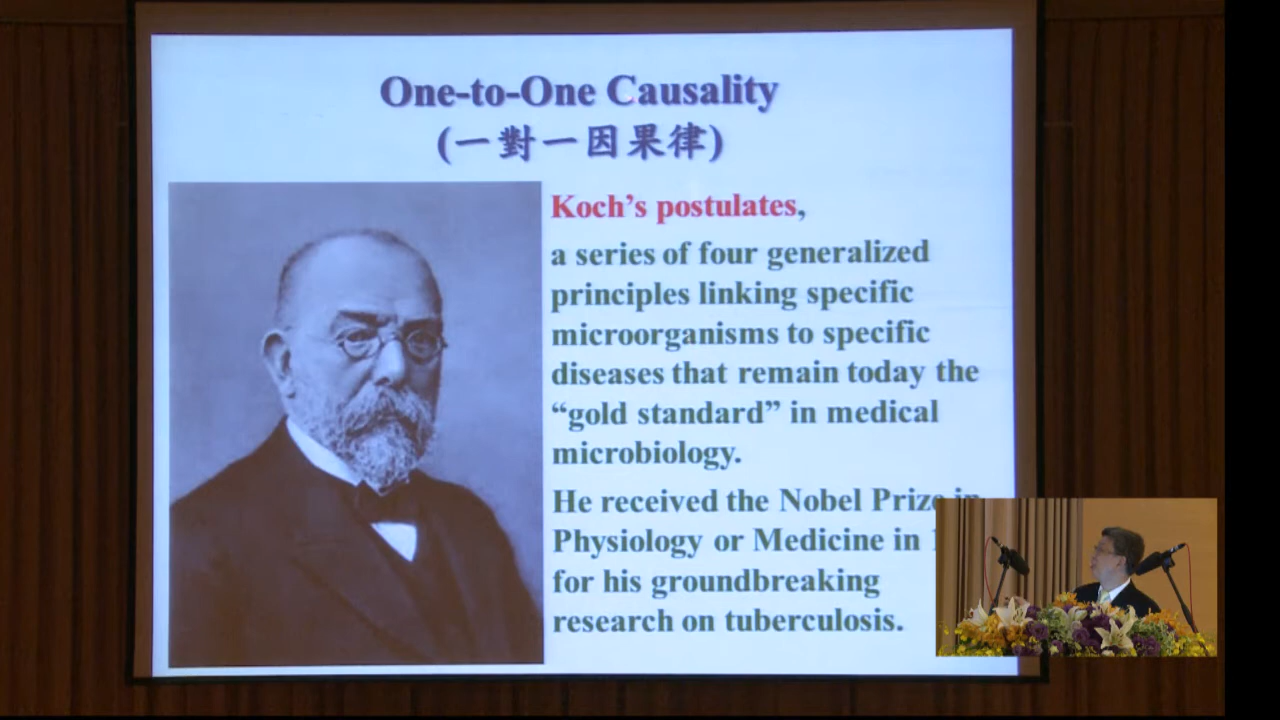 One-to-One Causality
(一對一因果律)
Koch's postulates,
a series of four generalized
principles linking specific
microorganisms to specific
diseases that remain today the
“gold standard” in medical
microbiology.
He received the Nobel Prize in
Physiology or Medicine in
for his groundbreaking
research on tuberculosis.